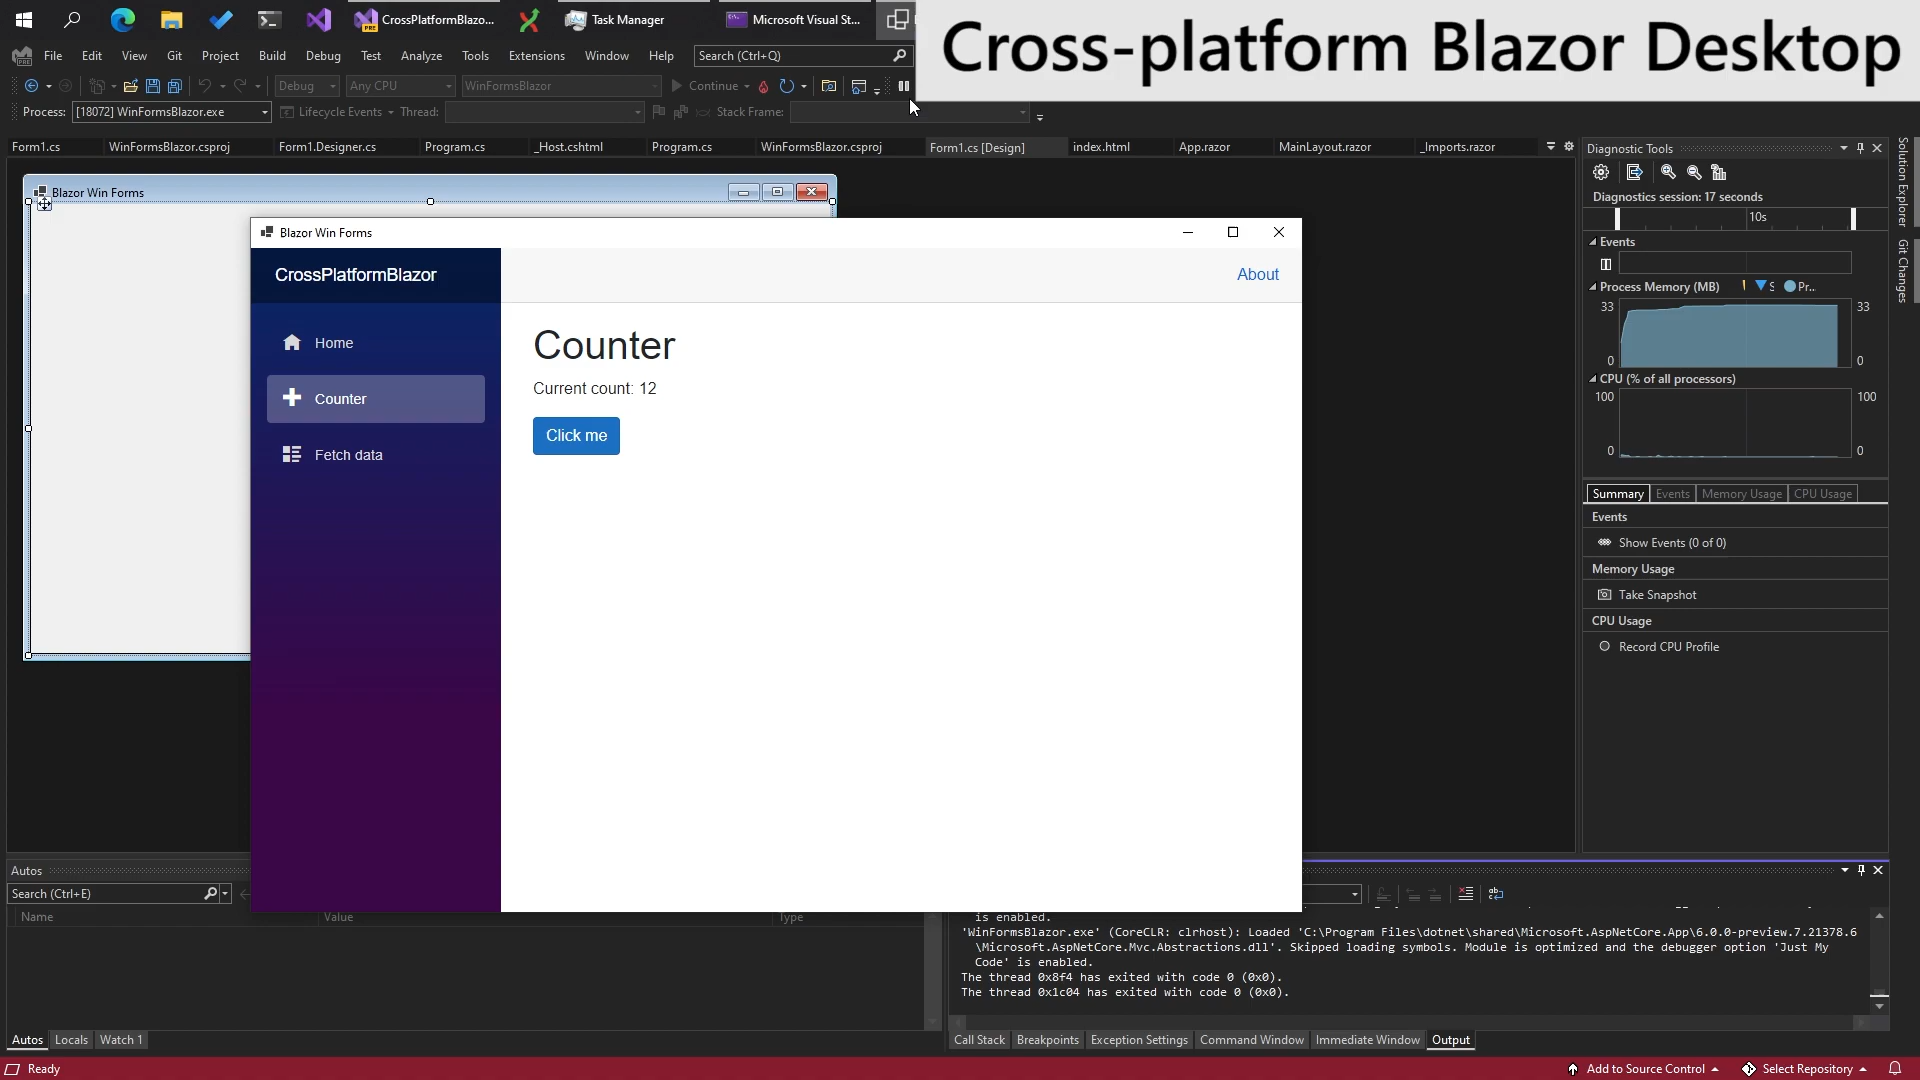 CrossPlatformBlazo...
Task Manager
Microsoft Visual St...
Cross-platform Blazor Desktop
File Edit View Git Project Build Debug Test Analyze Tools Extensions Window Help Search (Ctrl+Q)
Debug Any CPU WinFormsBlazor Continue
Process: [18072] WinFormsBlazor.exe Lifecycle Events Thread: Stack Frame:
Form1.cs WinFormsBlazor.csproj Form1.Designer.cs Program.cs _Host.cshtml Program.cs WinFormsBlazor.csproj Form1.cs [Design] index.html App.razor MainLayout.razor _Imports.razor
Blazor Win Forms
Blazor Win Forms
CrossPlatformBlazor
About
Home
Counter
Fetch data
Counter
Current count: 12
Click me
Diagnostic Tools
Diagnostics session: 17 seconds
10s
Events
Process Memory (MB) S Pr...
33 33
0 0
CPU (% of all processors)
100 100
0 0
Summary Events Memory Usage CPU Usage
Events
Show Events (0 of 0)
Memory Usage
Take Snapshot
CPU Usage
Record CPU Profile
Solution Explorer
Git Changes
Autos
Search (Ctrl+E)
Name Value Type
Autos Locals Watch 1
is enabled.
'WinFormsBlazor.exe' (CoreCLR: clrhost): Loaded 'C:\Program Files\dotnet\shared\Microsoft.AspNetCore.App\6.0.0-preview.7.21378.6
\Microsoft.AspNetCore.Mvc.Abstractions.dll'. Skipped loading symbols. Module is optimized and the debugger option 'Just My
Code' is enabled.
The thread 0x8f4 has exited with code 0 (0x0).
The thread 0x1c04 has exited with code 0 (0x0).
Call Stack Breakpoints Exception Settings Command Window Immediate Window Output
Ready
Add to Source Control Select Repository